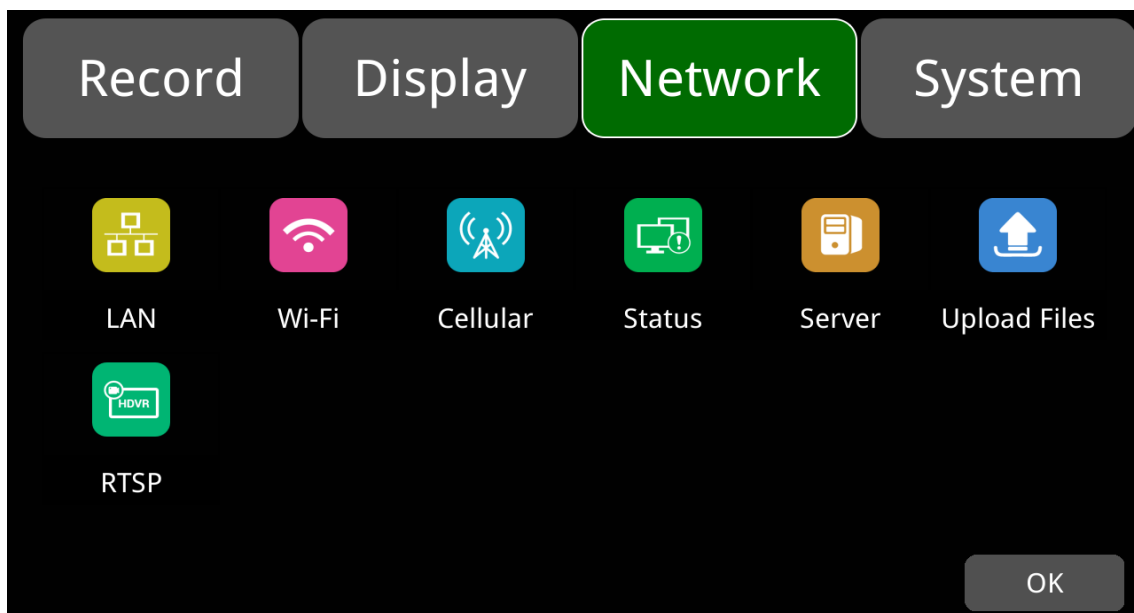 Record Display Network System
LAN Wi-Fi Cellular Status Server Upload Files
HDVR
RTSP
OK